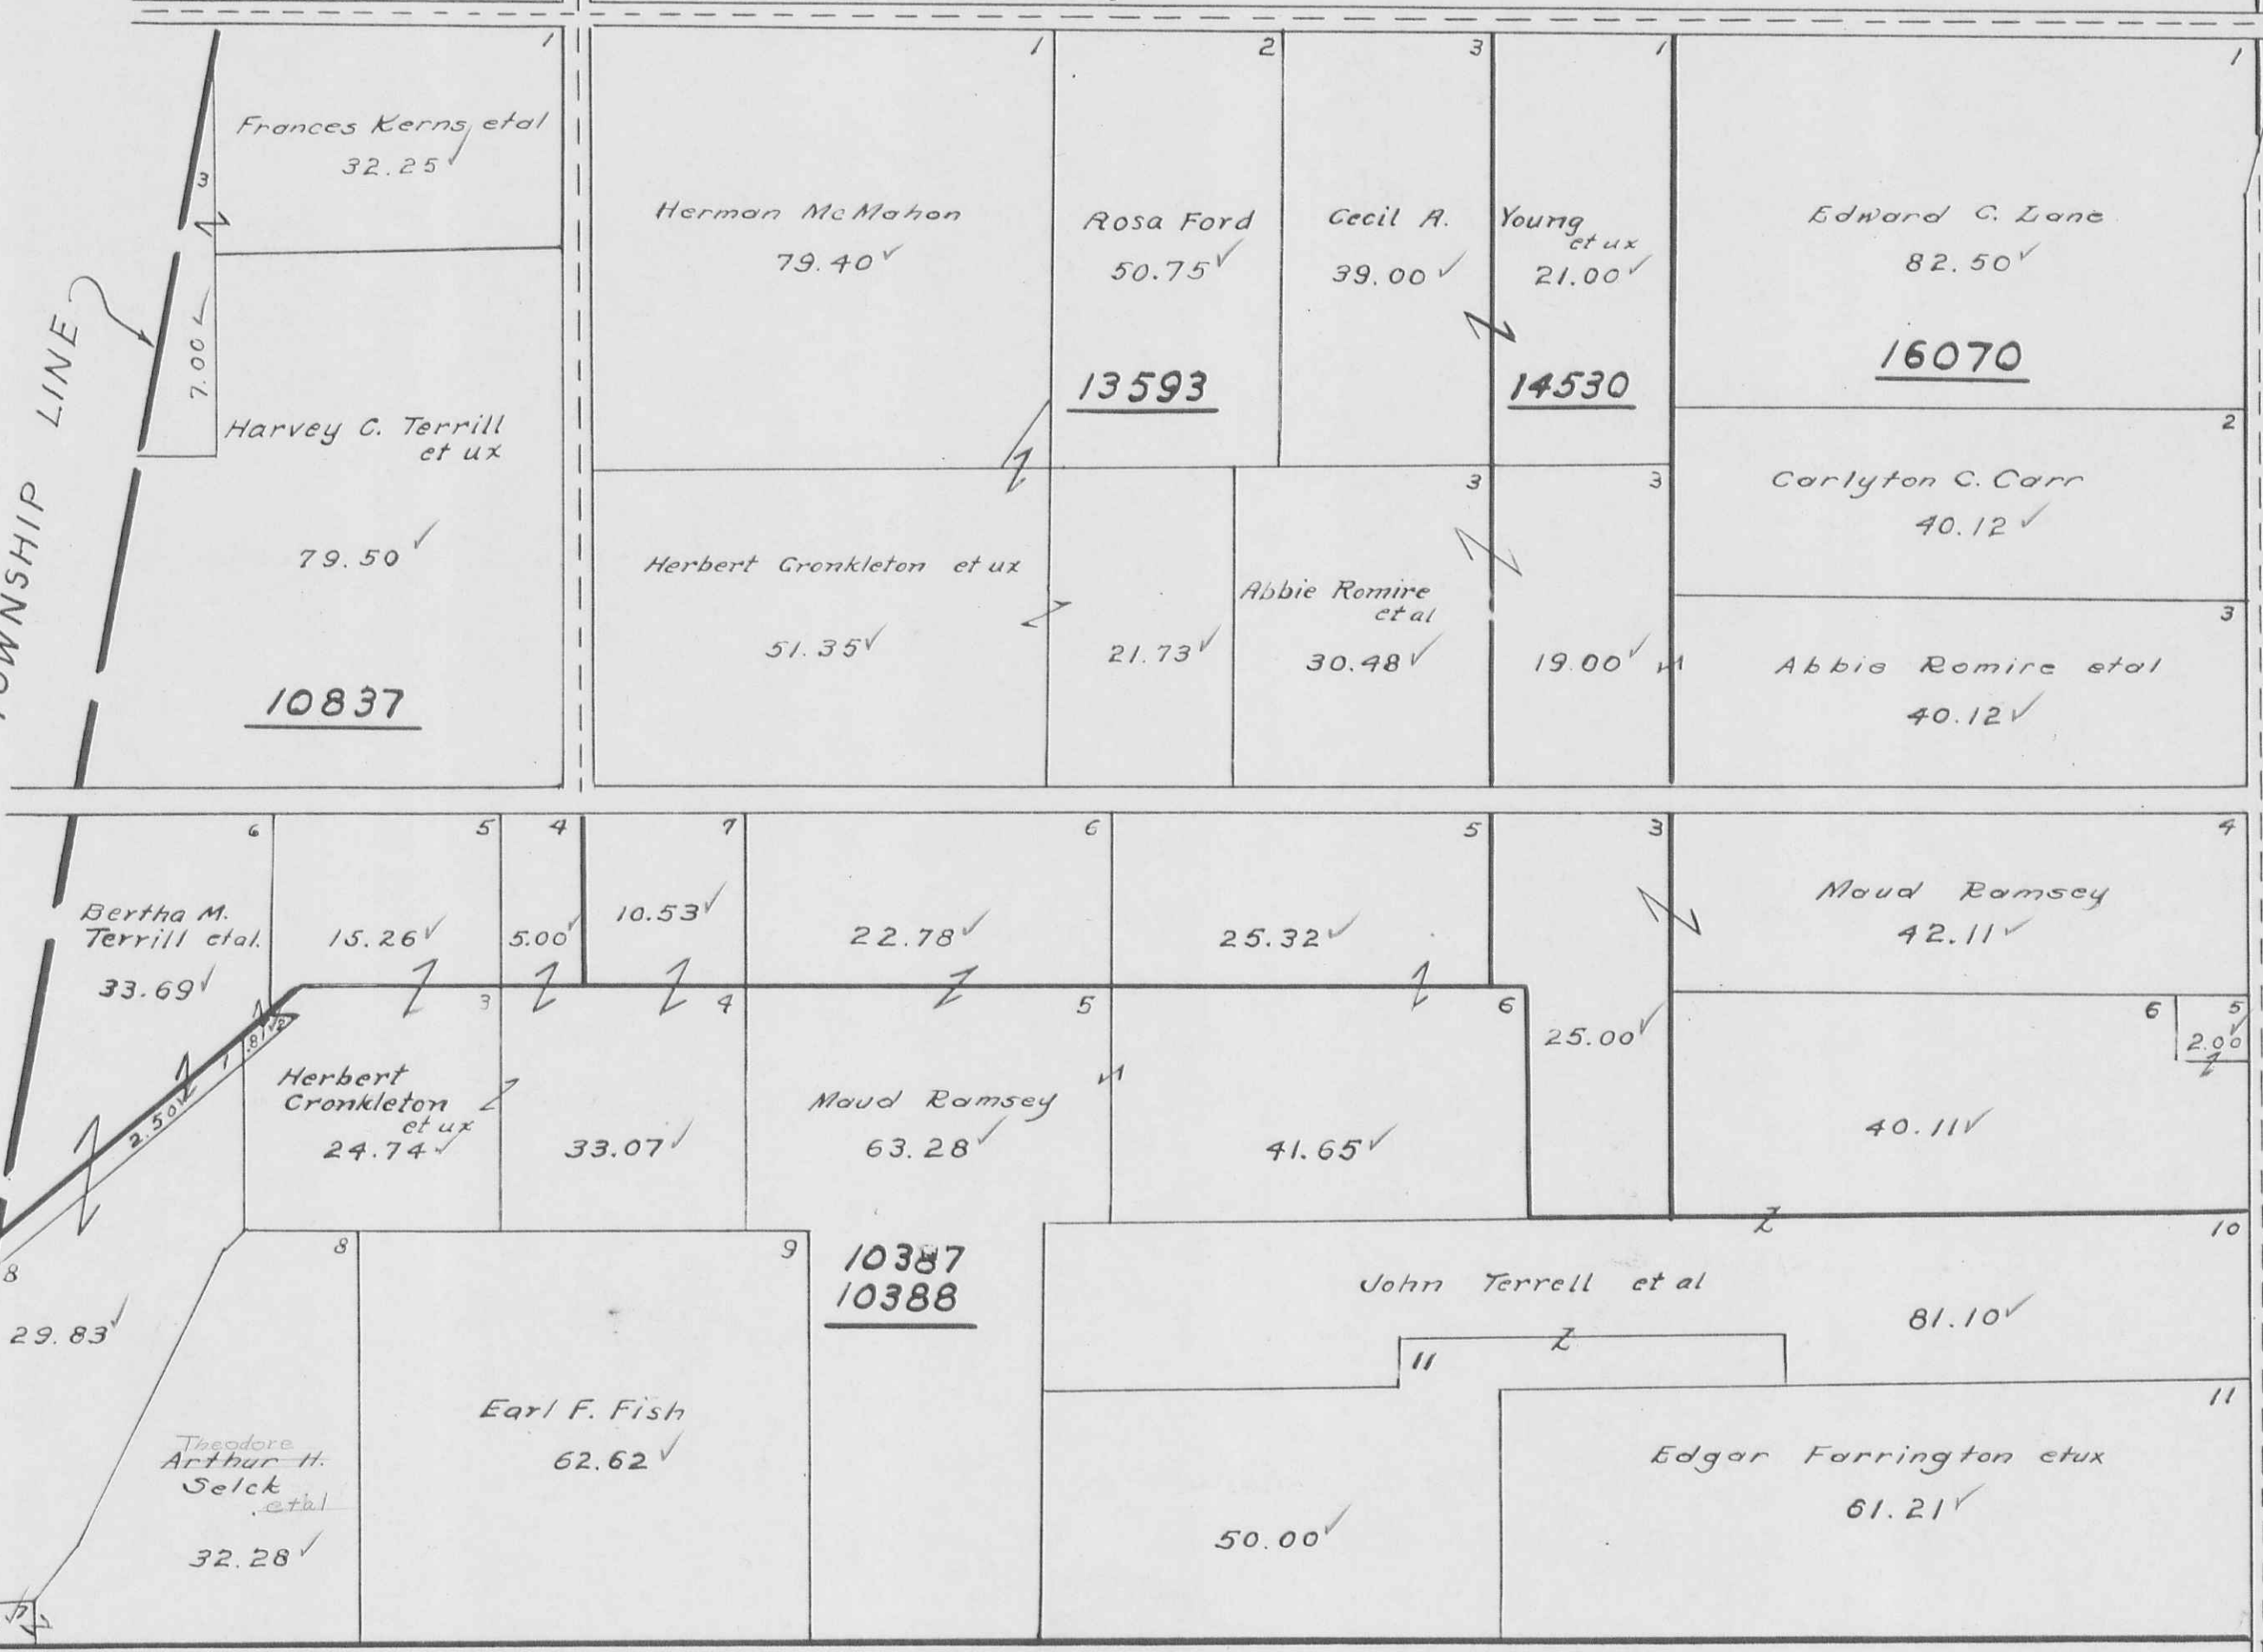 1
Frances Kerns, etal
32.25
3
7.00
TOWNSHIP LINE
Harvey C. Terrill
et ux
79.50
10837
1
Herman McMahon
79.40
2
Rosa Ford
50.75
13593
3
Cecil A.
39.00
1
Young
et ux
21.00
14530
1
Edward C. Lane
82.50
16070
2
Carlyton C. Carr
40.12
3
Abbie Romire etal
40.12
Herbert Cronkleton et ux
51.35
21.73
3
Abbie Romire
et al
30.48
3
19.00
6
Bertha M.
Terrill etal.
33.69
5
15.26
4
5.00
7
10.53
6
22.78
5
25.32
3
25.00
4
Maud Ramsey
42.11
6
40.11
5
2.00
1
2.50
2
.87
3
Herbert
Cronkleton
et ux
24.74
4
33.07
5
Maud Ramsey
63.28
10387
10388
6
41.65
10
John Terrell et al
81.10
8
29.83
8
Theodore
Arthur H.
Selck
etal
32.28
9
Earl F. Fish
62.62
11
50.00
11
Edgar Farrington etux
61.21